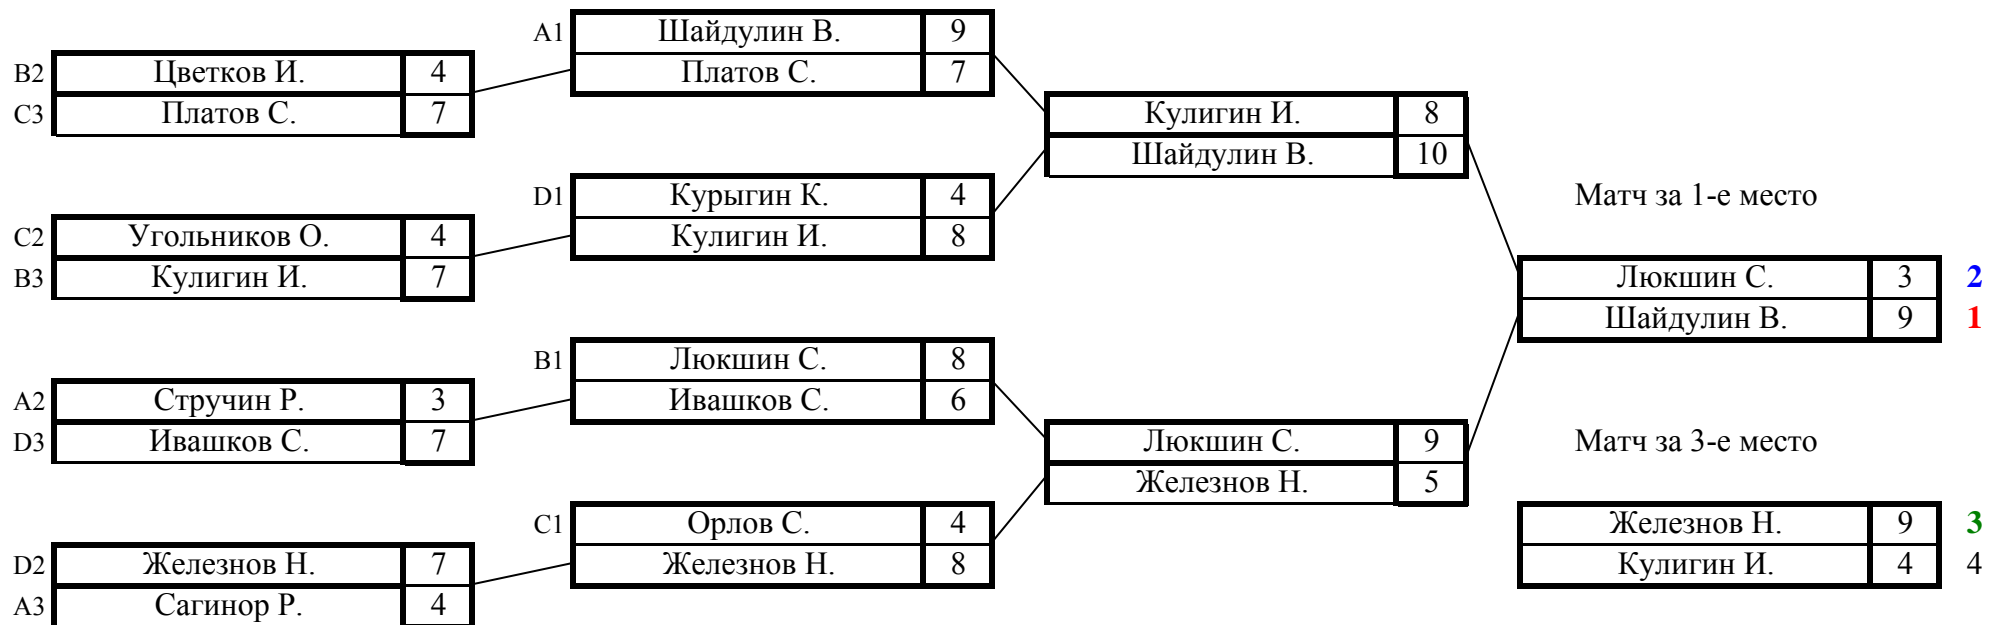 A1 Шайдулин В. 9
Платов С. 7
B2 Цветков И. 4
C3 Платов С. 7
Кулигин И. 8
Шайдулин В. 10
D1 Курыгин К. 4
Кулигин И. 8
Матч за 1-е место
C2 Угольников О. 4
B3 Кулигин И. 7
Люкшин С. 3 2
Шайдулин В. 9 1
B1 Люкшин С. 8
Ивашков С. 6
A2 Стручин Р. 3
D3 Ивашков С. 7
Люкшин С. 9
Железнов Н. 5
Матч за 3-е место
C1 Орлов С. 4
Железнов Н. 8
Железнов Н. 9 3
Кулигин И. 4 4
D2 Железнов Н. 7
A3 Сагинор Р. 4